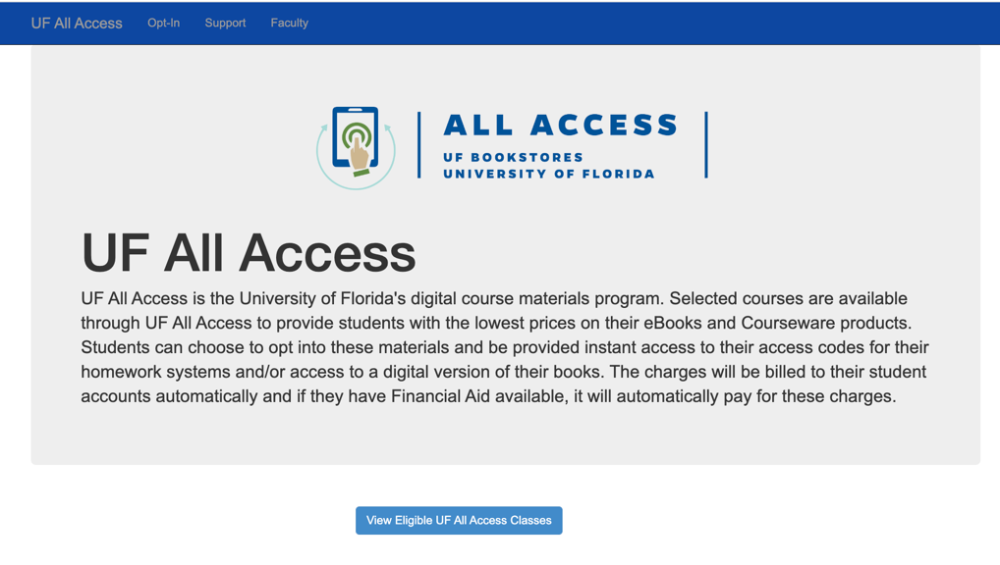 UF All Access Opt-In Support Faculty
ALL ACCESS
UF BOOKSTORES
UNIVERSITY OF FLORIDA
UF All Access
UF All Access is the University of Florida's digital course materials program. Selected courses are available
through UF All Access to provide students with the lowest prices on their eBooks and Courseware products.
Students can choose to opt into these materials and be provided instant access to their access codes for their
homework systems and/or access to a digital version of their books. The charges will be billed to their student
accounts automatically and if they have Financial Aid available, it will automatically pay for these charges.
View Eligible UF All Access Classes